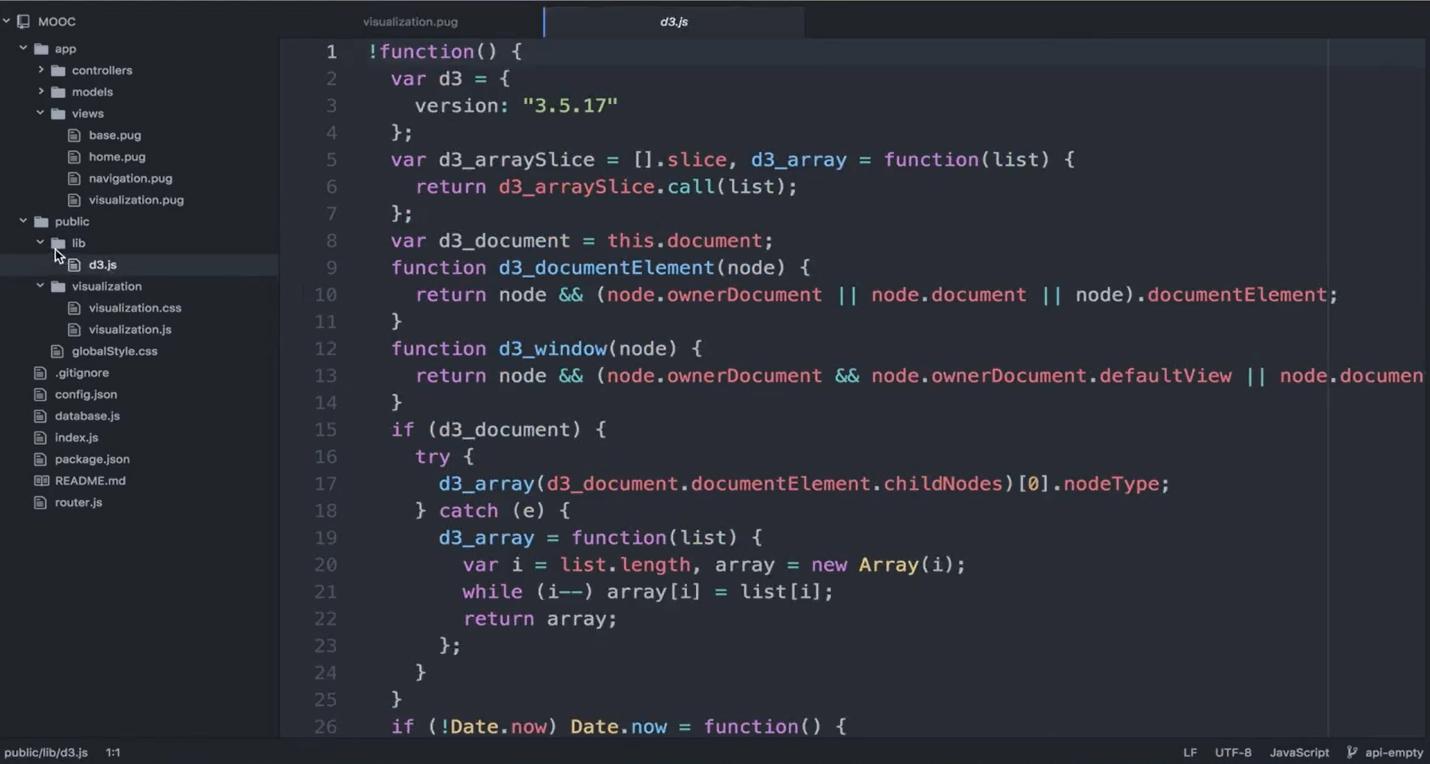 MOOC
app
controllers
models
views
base.pug
home.pug
navigation.pug
visualization.pug
public
lib
d3.js
visualization
visualization.css
visualization.js
globalStyle.css
.gitignore
config.json
database.js
index.js
package.json
README.md
router.js
visualization.pug
d3.js
1 !function() {
2 var d3 = {
3 version: "3.5.17"
4 };
5 var d3_arraySlice = [].slice, d3_array = function(list) {
6 return d3_arraySlice.call(list);
7 };
8 var d3_document = this.document;
9 function d3_documentElement(node) {
10 return node && (node.ownerDocument || node.document || node).documentElement;
11 }
12 function d3_window(node) {
13 return node && (node.ownerDocument && node.ownerDocument.defaultView || node.documen
14 }
15 if (d3_document) {
16 try {
17 d3_array(d3_document.documentElement.childNodes)[0].nodeType;
18 } catch (e) {
19 d3_array = function(list) {
20 var i = list.length, array = new Array(i);
21 while (i--) array[i] = list[i];
22 return array;
23 };
24 }
25 }
26 if (!Date.now) Date.now = function() {
public/lib/d3.js 1:1
LF UTF-8 JavaScript api-empty